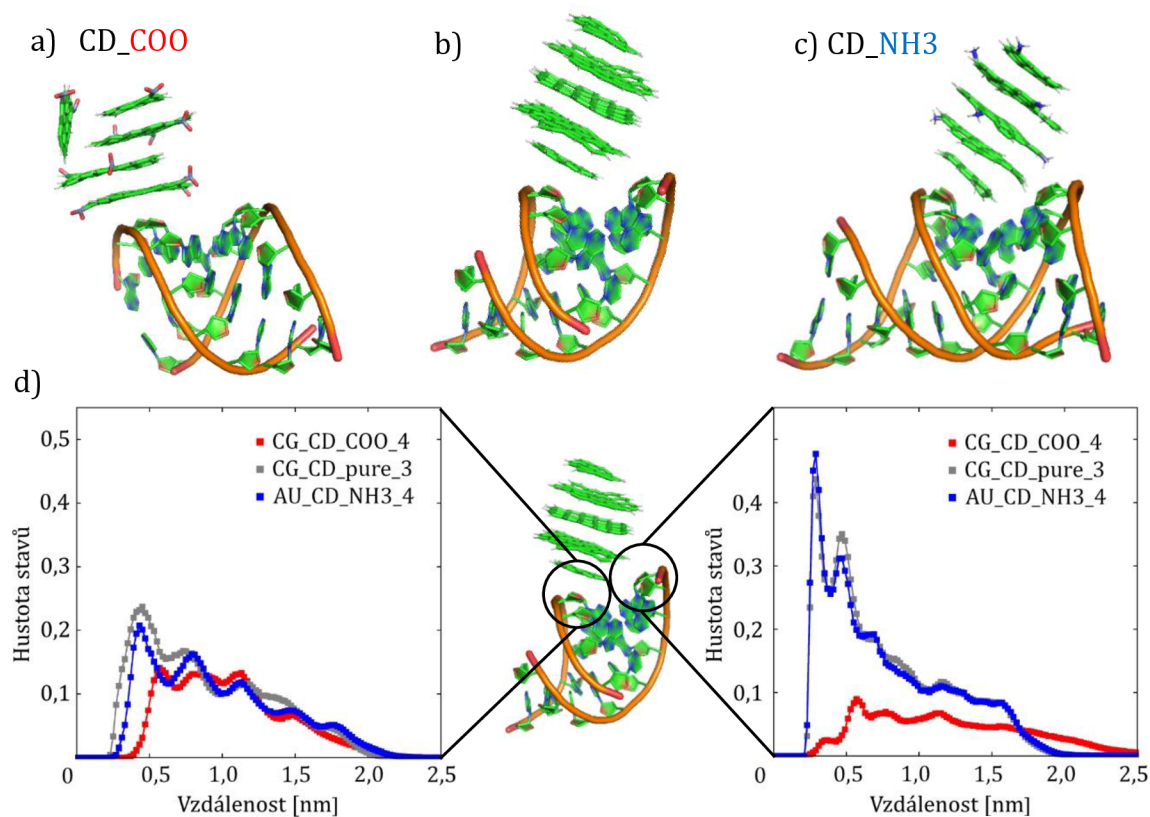 a) CD_COO
b)
c) CD_NH3
d)
Hustota stavů
0,5
0,4
0,3
0,2
0,1
0
0,5
1,0
1,5
2,0
2,5
Vzdálenost [nm]
CG_CD_COO_4
CG_CD_pure_3
AU_CD_NH3_4
Hustota stavů
0,5
0,4
0,3
0,2
0,1
0
0,5
1,0
1,5
2,0
2,5
Vzdálenost [nm]
CG_CD_COO_4
CG_CD_pure_3
AU_CD_NH3_4